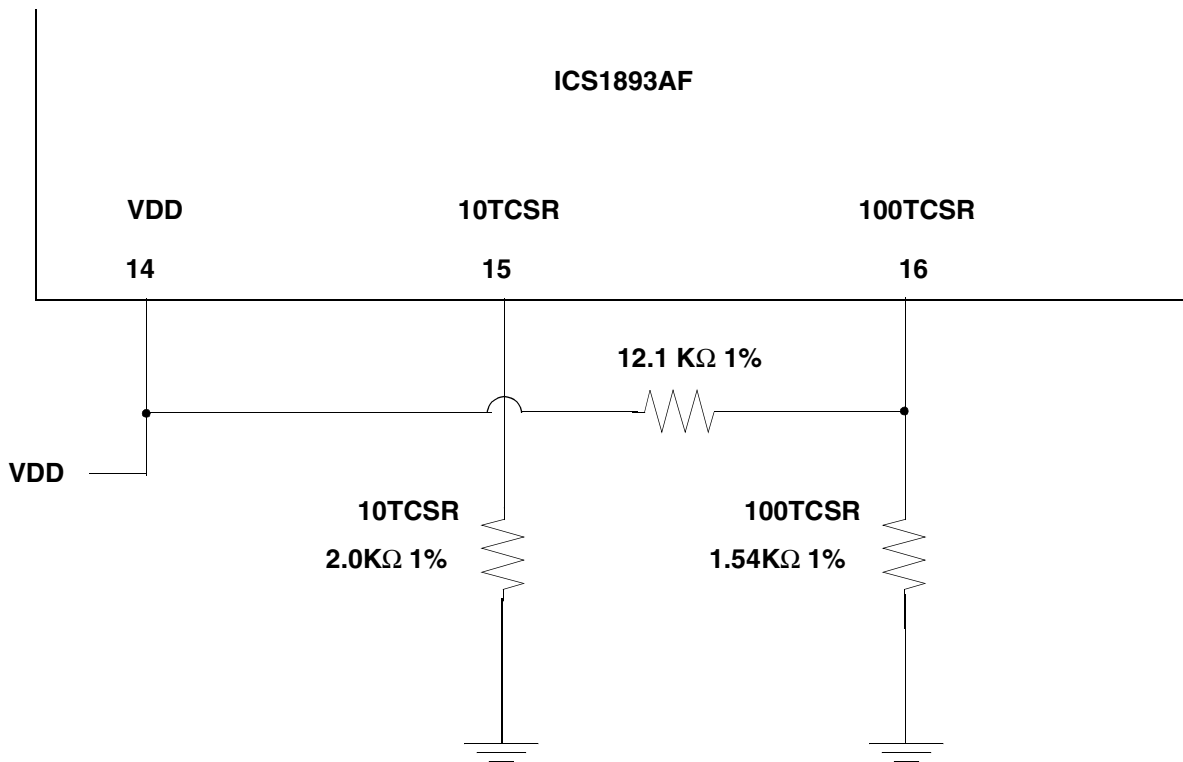 ICS1893AF
VDD
10TCSR
100TCSR
14
15
16
12.1 KΩ 1%
VDD
10TCSR
2.0KΩ 1%
100TCSR
1.54KΩ 1%